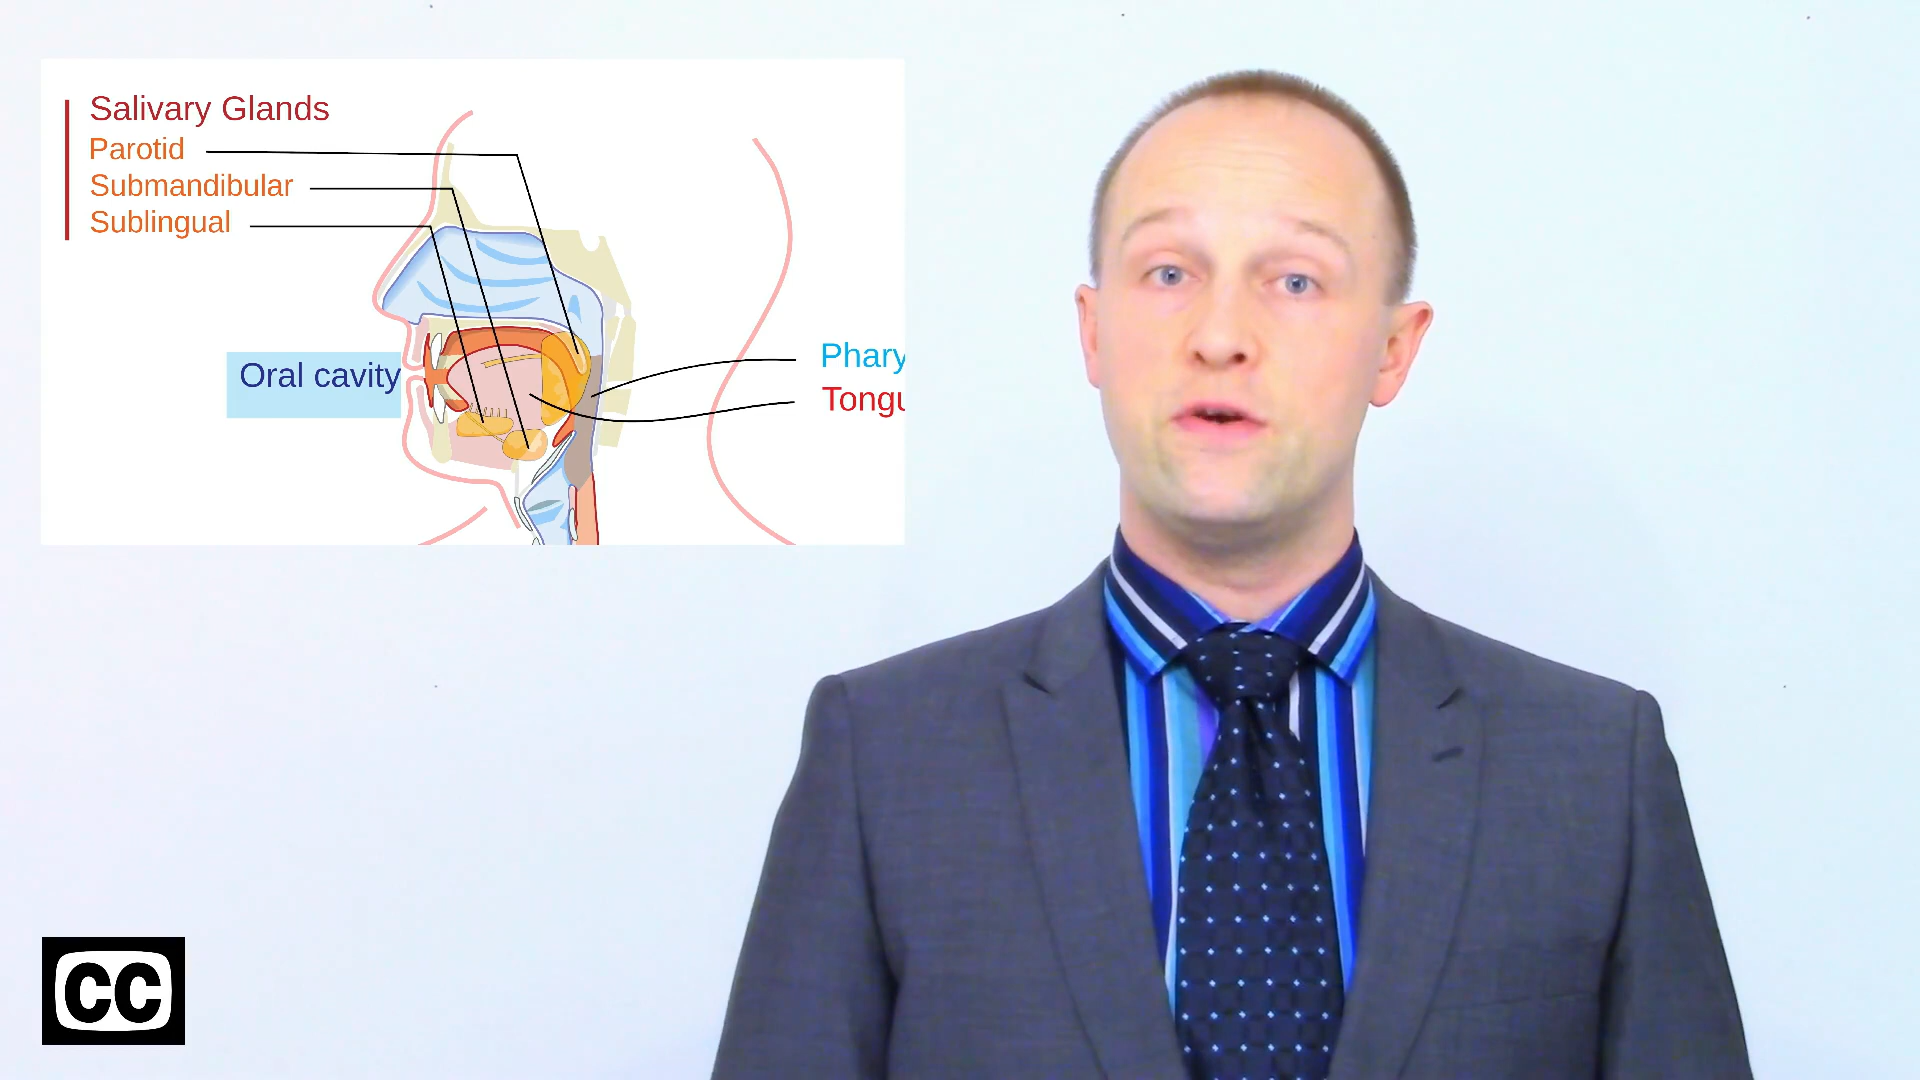 Salivary Glands
Parotid
Submandibular
Sublingual
Oral cavity
Phary
Tongu
CC